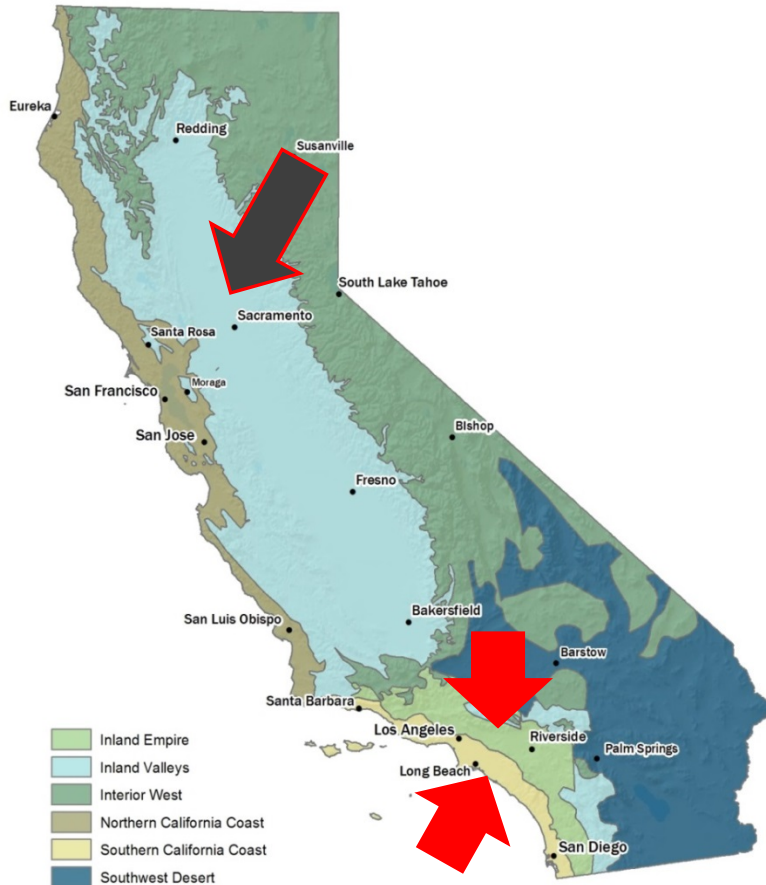 Eureka
Redding
Susanville
South Lake Tahoe
Sacramento
Santa Rosa
Moraga
San Francisco
San Jose
BIshop
Fresno
Bakersfield
San Luis Obispo
Barstow
Santa Barbara
Los Angeles
Riverside
Palm Springs
Long Beach
San Diego
Inland Empire
Inland Valleys
Interior West
Northern California Coast
Southern California Coast
Southwest Desert